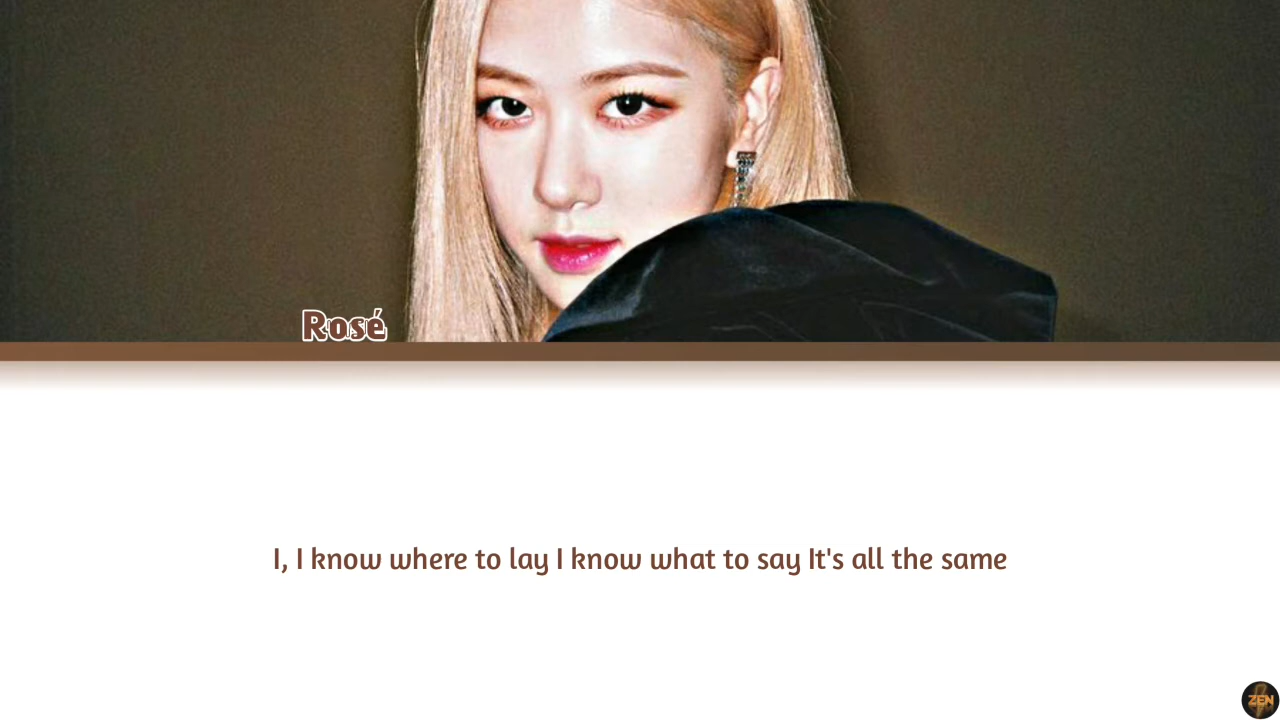 Rosé
I, I know where to lay I know what to say It's all the same
ZEN